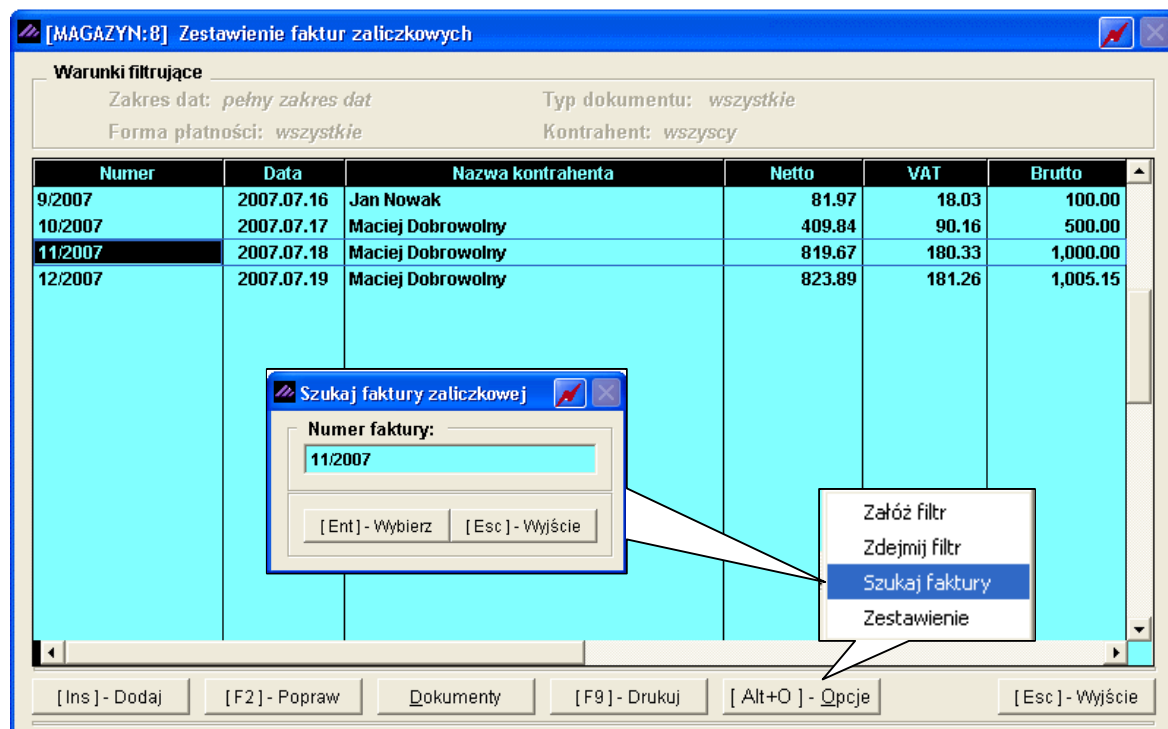 [MAGAZYN:8] Zestawienie faktur zaliczkowych
Warunki filtrujące
Zakres dat: pełny zakres dat Typ dokumentu: wszystkie
Forma płatności: wszystkie Kontrahent: wszyscy
Numer Data Nazwa kontrahenta Netto VAT Brutto
9/2007 2007.07.16 Jan Nowak 81.97 18.03 100.00
10/2007 2007.07.17 Maciej Dobrowolny 409.84 90.16 500.00
11/2007 2007.07.18 Maciej Dobrowolny 819.67 180.33 1,000.00
12/2007 2007.07.19 Maciej Dobrowolny 823.89 181.26 1,005.15
Szukaj faktury zaliczkowej
Numer faktury:
11/2007
[Ent]- Wybierz [Esc]- Wyjście
Załóż filtr
Zdejmij filtr
Szukaj faktury
Zestawienie
[Ins]- Dodaj [F2]- Popraw Dokumenty [F9]- Drukuj [ Alt+O ]- Opcje [Esc]- Wyjście